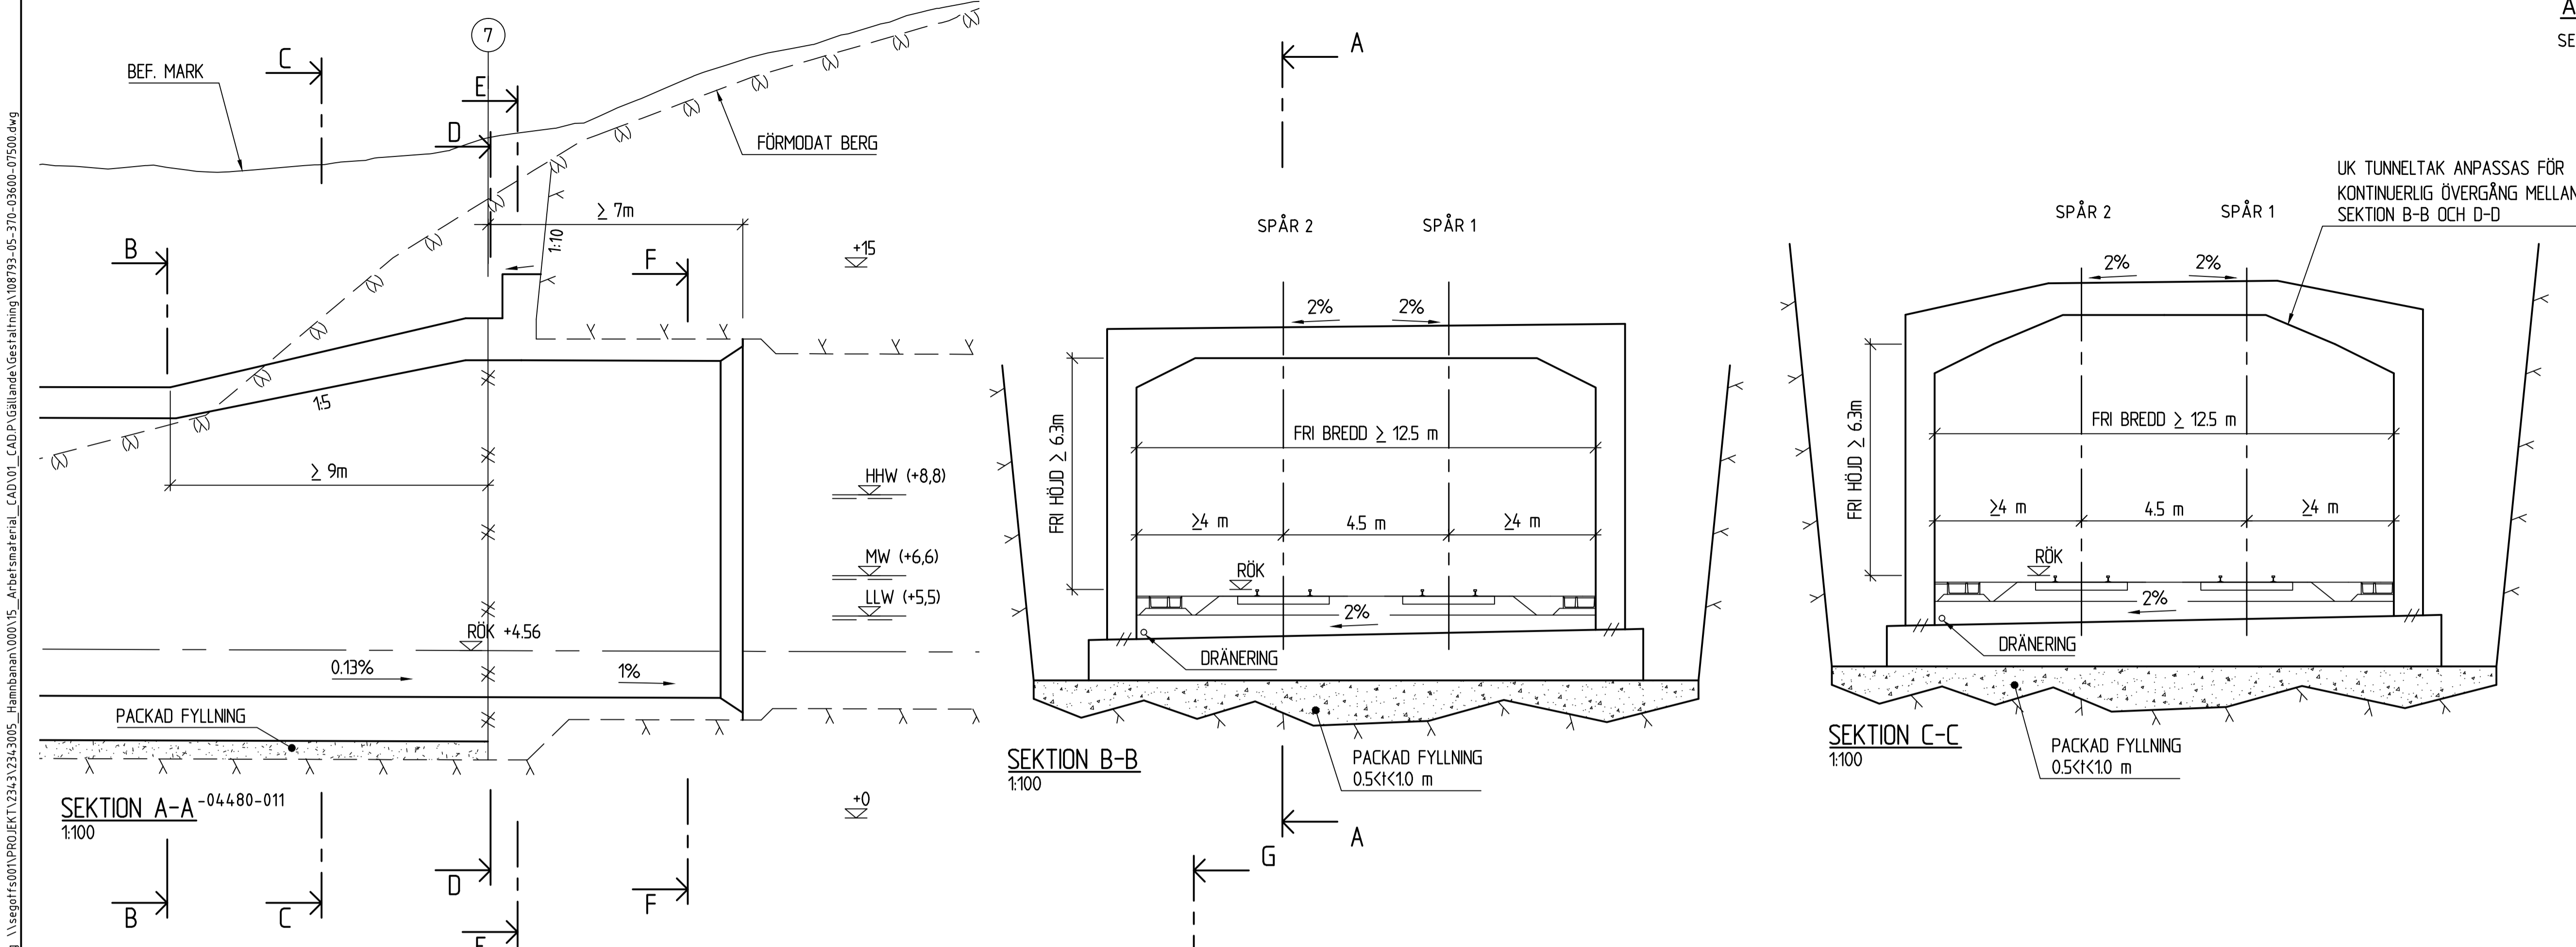 \\segotfs001\PROJEKT\2343\2343005_Hamnbanan\000\15_Arbetsmaterial_CAD\01_CAD.P\Gällande\Gestaltning\108793-05-370-03600-07500.dwg
7
C
E
BEF. MARK
D
FÖRMODAT BERG
≥ 7m
1:10
B
F
+15
1:5
≥ 9m
HHW (+8,8)
MW (+6,6)
LLW (+5,5)
RÖK +4.56
0.13%
1%
PACKAD FYLLNING
SEKTION A-A -04480-011
1:100
+0
D
B
C
F
E
A
SPÅR 2
SPÅR 1
2%
2%
FRI HÖJD ≥ 6.3m
FRI BREDD ≥ 12.5 m
≥4 m
4.5 m
≥4 m
RÖK
2%
DRÄNERING
SEKTION B-B
1:100
PACKAD FYLLNING
0.5<t<1.0 m
A
G
UK TUNNELTAK ANPASSAS FÖR
KONTINUERLIG ÖVERGÅNG MELLAN
SEKTION B-B OCH D-D
SPÅR 2
SPÅR 1
2%
2%
FRI HÖJD ≥ 6.3m
FRI BREDD ≥ 12.5 m
≥4 m
4.5 m
≥4 m
RÖK
2%
DRÄNERING
SEKTION C-C
1:100
PACKAD FYLLNING
0.5<t<1.0 m
A
SE